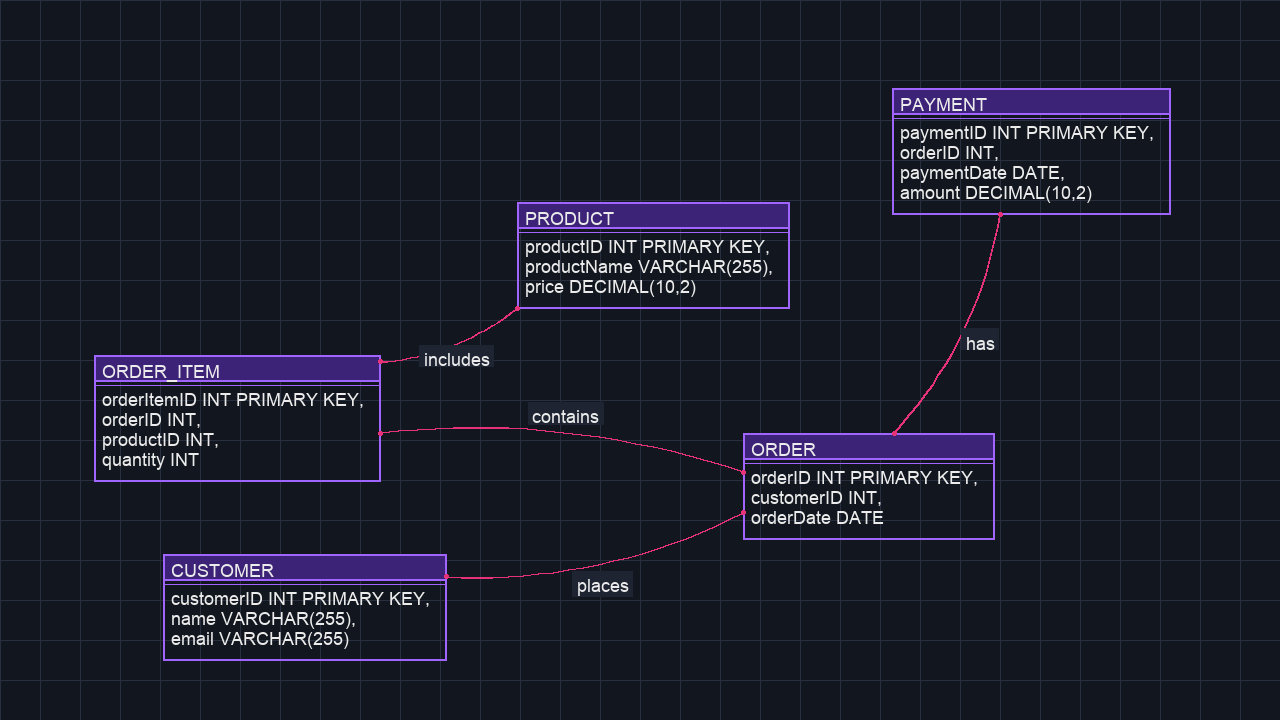 PAYMENT
paymentID INT PRIMARY KEY,
orderID INT,
paymentDate DATE,
amount DECIMAL(10,2)
PRODUCT
productID INT PRIMARY KEY,
productName VARCHAR(255),
price DECIMAL(10,2)
has
includes
ORDER_ITEM
orderItemID INT PRIMARY KEY,
orderID INT,
productID INT,
quantity INT
contains
ORDER
orderID INT PRIMARY KEY,
customerID INT,
orderDate DATE
CUSTOMER
customerID INT PRIMARY KEY,
name VARCHAR(255),
email VARCHAR(255)
places